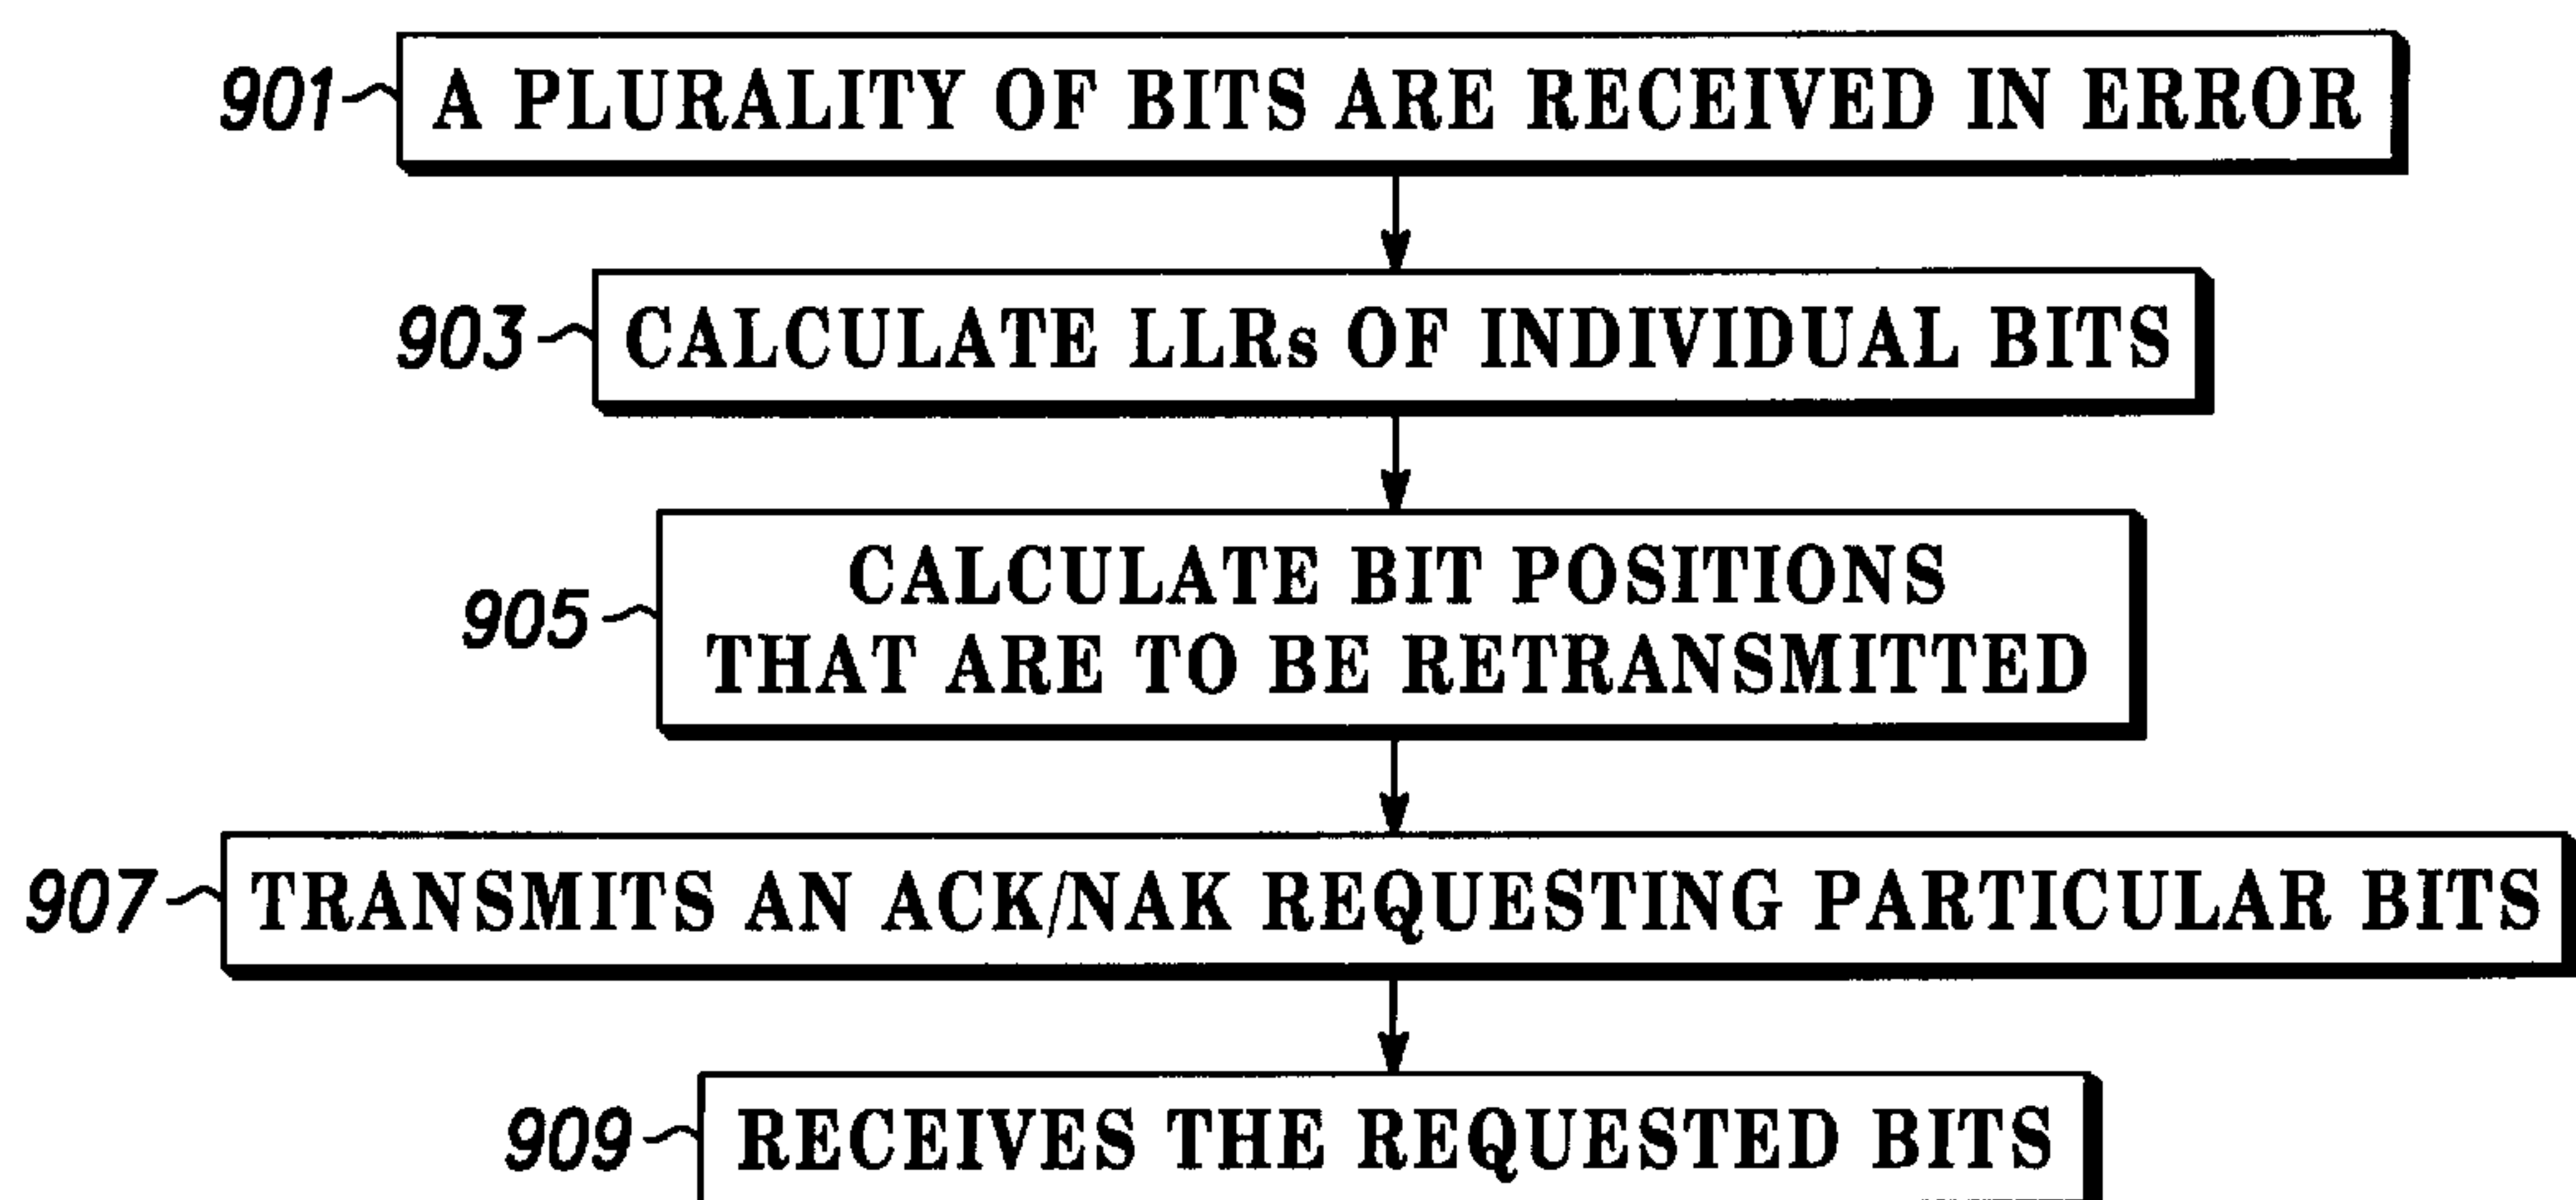 901 A PLURALITY OF BITS ARE RECEIVED IN ERROR
903 CALCULATE LLRs OF INDIVIDUAL BITS
CALCULATE BIT POSITIONS
905
THAT ARE TO BE RETRANSMITTED
907 TRANSMITS AN ACK/NAK REQUESTING PARTICULAR BITS
909 RECEIVES THE REQUESTED BITS